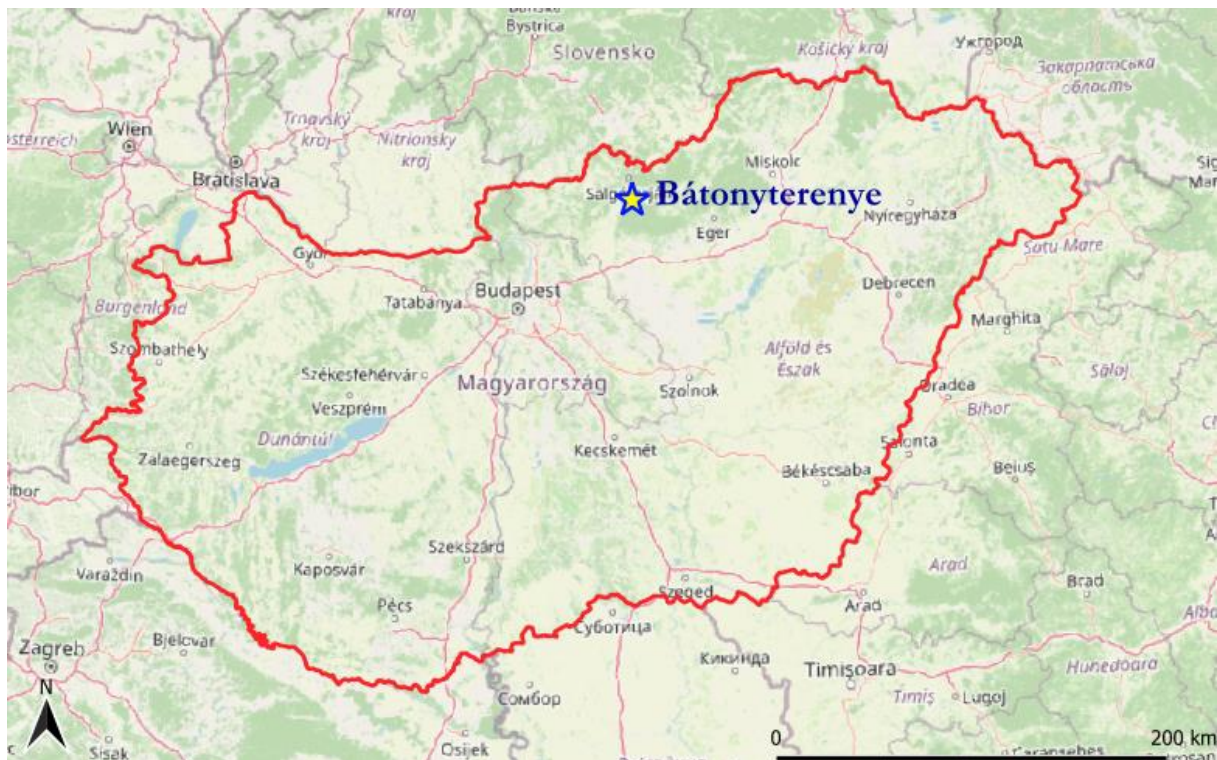 kraj
Bystrica
Slovensko
Košický kraj
Ужгород
Закарпатська
область
Wien
Trnavský
kraj
Nitriansky
kraj
Bratislava
Miskolc
Bátonyterenye
Eger
Nyíregyháza
Satu Mare
Győr
Tatabánya
Budapest
Debrecen
Burgenland
Marghita
Szombathely
Alföld és
Észak
Sălaj
Székesfehérvár
Magyarország
Szolnok
Veszprém
Oradea
Bihor
Dunántúl
Kecskemét
Salonta
Zalaegerszeg
Békéscsaba
Beiuș
Szekszárd
Varaždin
Kaposvár
Szeged
Arad
Brad
Pécs
Arad
Суботица
Zagreb
Bjelovar
Кикинда
Timișoara
Hunedoara
N
Сомбор
Timiș
Lugoj
Sisak
Osijek
0
200 km